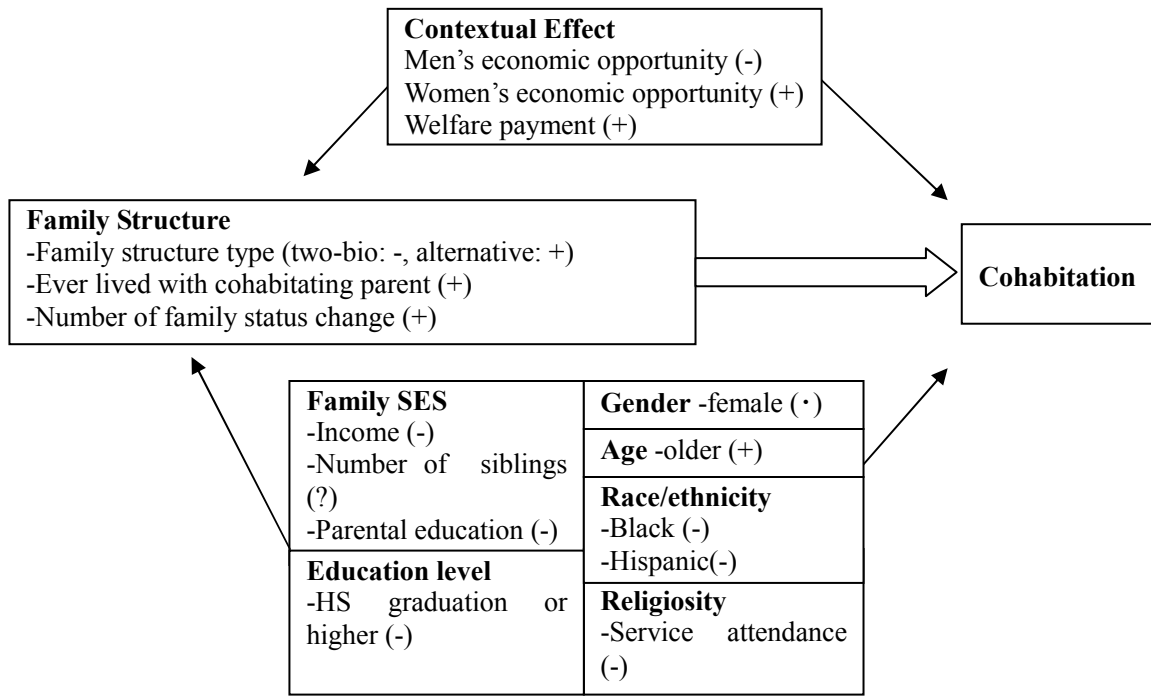 Contextual Effect
Men’s economic opportunity (-)
Women’s economic opportunity (+)
Welfare payment (+)
Family Structure
-Family structure type (two-bio: -, alternative: +)
-Ever lived with cohabitating parent (+)
-Number of family status change (+)
Cohabitation
Family SES
-Income (-)
-Number of siblings
(?)
-Parental education (-)
Education level
-HS graduation or
higher (-)
Gender -female (·)
Age -older (+)
Race/ethnicity
-Black (-)
-Hispanic(-)
Religiosity
-Service attendance
(-)